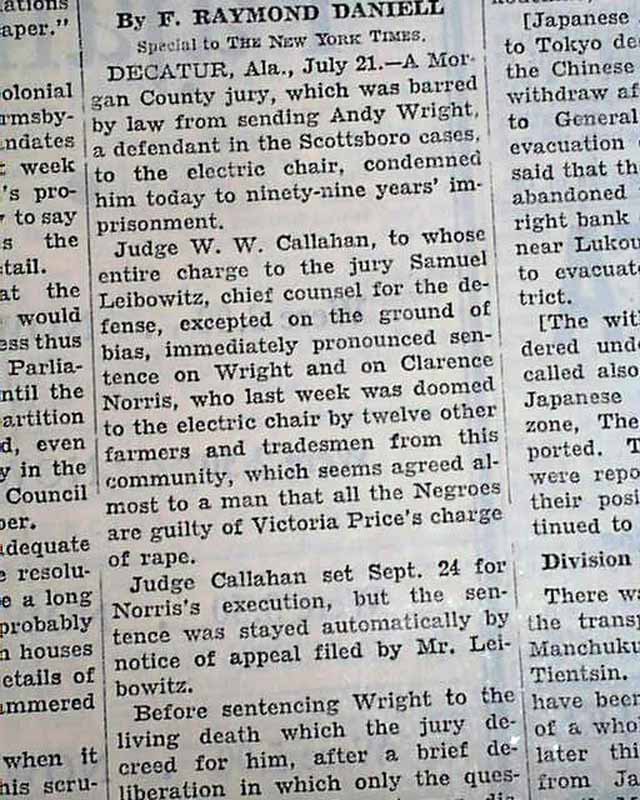 ations
aper."
olonial
rmsby-
ndates
t week
's pro-
to say
s the
tail.
at the
would
ess thus
Parlia-
ntil the
artition
d, even
y in the
Council
per.
adequate
e resolu-
e a long
probably
n houses
etails of
ammered
when it
his scru-
By F. RAYMOND DANIELL
Special to THE NEW YORK TIMES.
DECATUR, Ala., July 21.—A Mor-
gan County jury, which was barred
by law from sending Andy Wright,
a defendant in the Scottsboro cases,
to the electric chair, condemned
him today to ninety-nine years' im-
prisonment.
Judge W. W. Callahan, to whose
entire charge to the jury Samuel
Leibowitz, chief counsel for the de-
fense, excepted on the ground of
bias, immediately pronounced sen-
tence on Wright and on Clarence
Norris, who last week was doomed
to the electric chair by twelve other
farmers and tradesmen from this
community, which seems agreed al-
most to a man that all the Negroes
are guilty of Victoria Price's charge
of rape.
Judge Callahan set Sept. 24 for
Norris's execution, but the sen-
tence was stayed automatically by
notice of appeal filed by Mr. Lei-
bowitz.
Before sentencing Wright to the
living death which the jury de-
creed for him, after a brief de-
liberation in which only the ques-
[Japanese
to Tokyo de
the Chinese
withdraw af
to General
evacuation
said that th
abandoned
right bank
near Lukou
to evacuate
trict.
[The wit
dered unde
called also
Japanese
zone, The
ported. T
were repo
their posi
tinued to
Division
There wa
the transp
Manchuku
Tientsin.
have been
of a who
later thi
from Ja